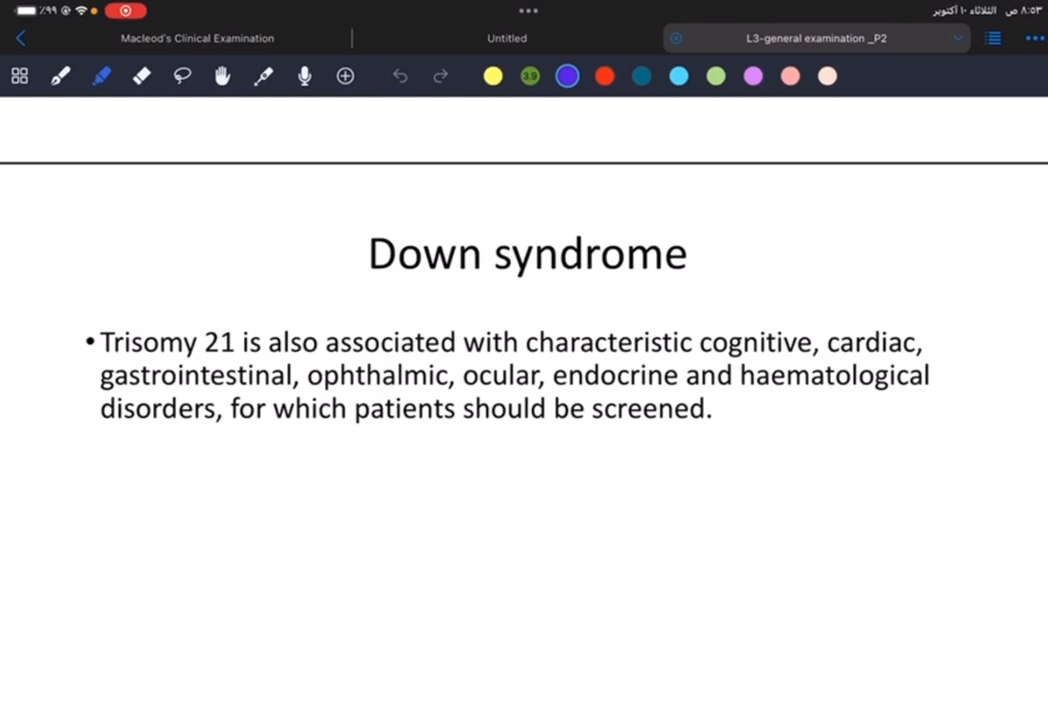 ٪٩٩ ٨:٥٣ ص الثلاثاء ١٠ أكتوبر
Macleod's Clinical Examination
Untitled
L3-general examination _P2
3.9
Down syndrome
•Trisomy 21 is also associated with characteristic cognitive, cardiac,
gastrointestinal, ophthalmic, ocular, endocrine and haematological
disorders, for which patients should be screened.